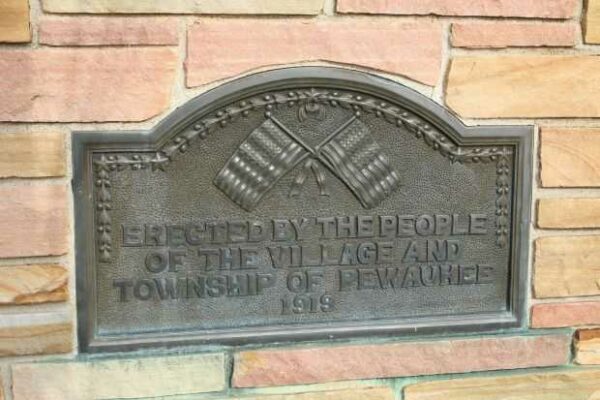 ERECTED BY THE PEOPLE
OF THE VILLAGE AND
TOWNSHIP OF PEWAUKEE
1919